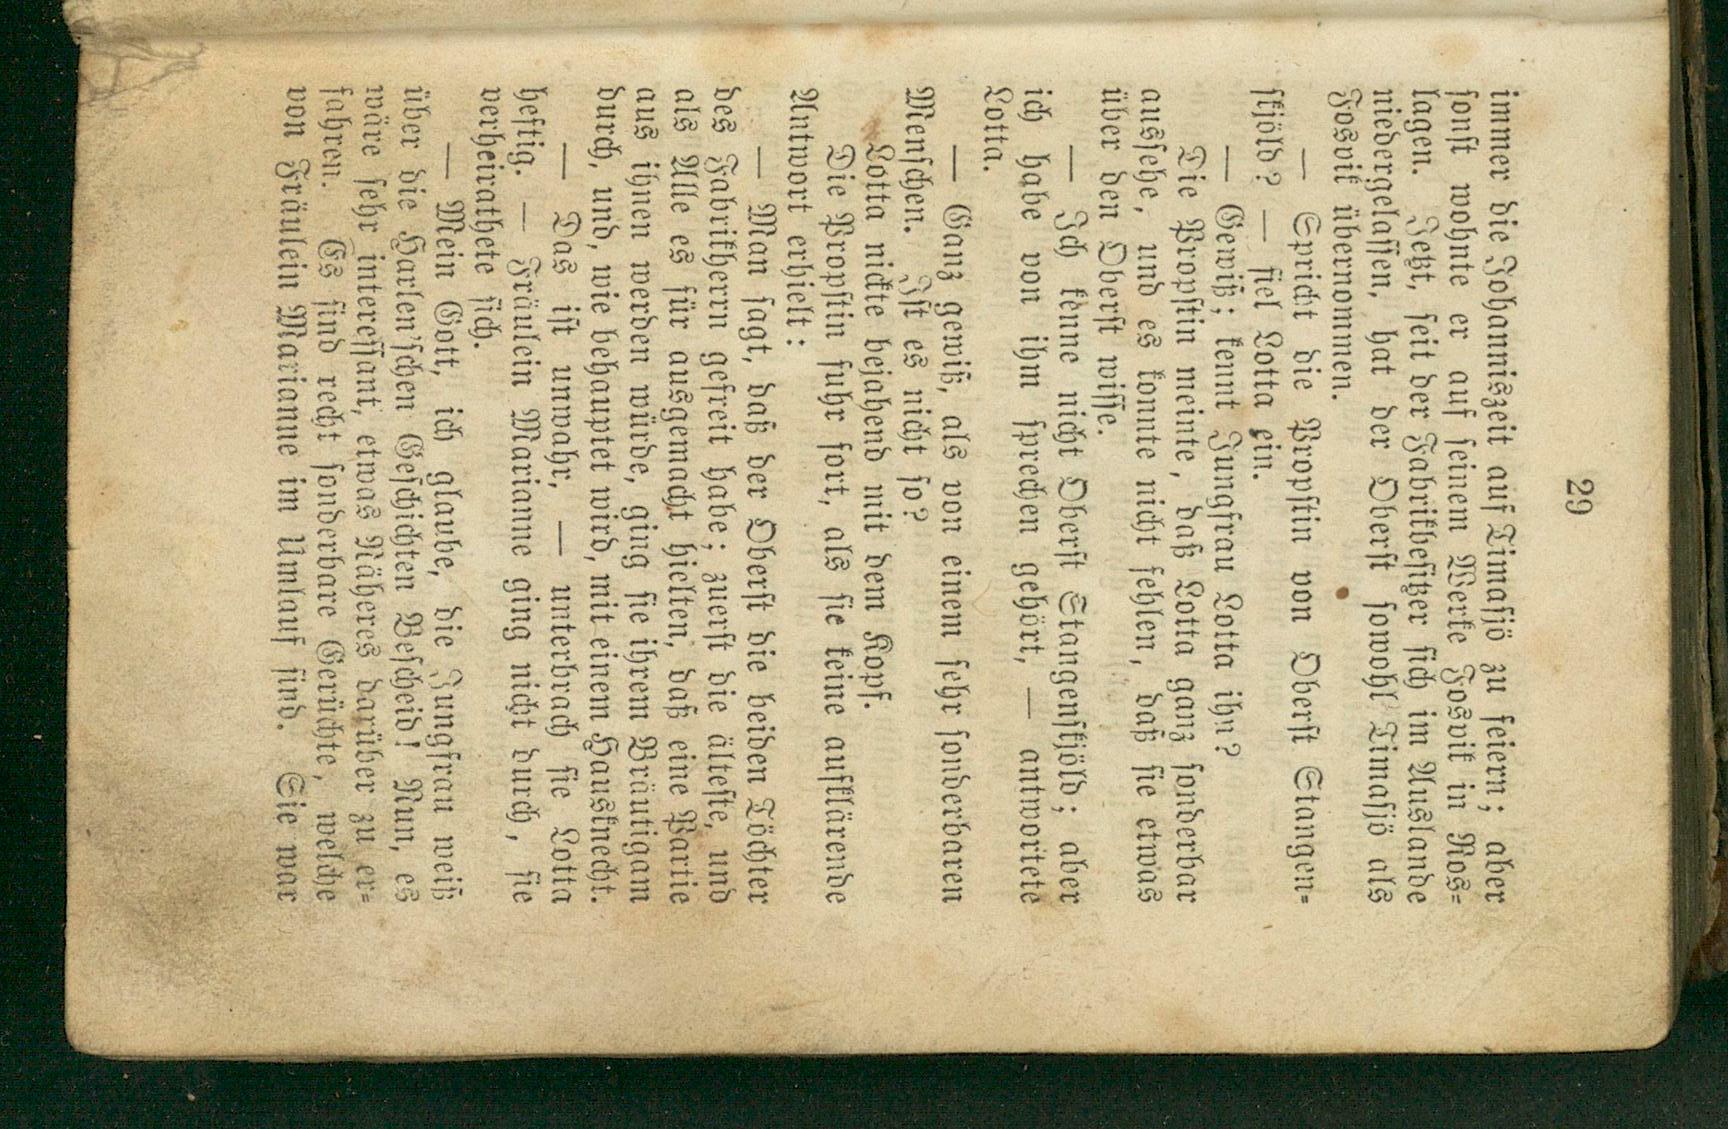 29
immer die Johanniszeit auf Timasjö zu feiern; aber
sonst wohnte er auf seinem Werke Josvik in Ros-
lagen. Jetzt, seit der Fabrikbesitzer sich im Auslande
niedergelassen, hat der Oberst sowohl Timasjö als
Josvik übernommen.
— Spricht die Propstin von Oberst Stangen-
skjöld? — fiel Lotta ein.
— Gewiß; kennt Jungfrau Lotta ihn?
Die Propstin meinte, daß Lotta ganz sonderbar
aussehe, und es konnte nicht fehlen, daß sie etwas
über den Oberst wisse.
— Ich kenne nicht Oberst Stangenskjöld; aber
ich habe von ihm sprechen gehört, — antwortete
Lotta.
— Ganz gewiß, als von einem sehr sonderbaren
Menschen. Ist es nicht so?
Lotta nickte bejahend mit dem Kopf.
Die Propstin fuhr fort, als sie keine aufklärende
Antwort erhielt:
— Man sagt, daß der Oberst die beiden Töchter
des Fabrikherrn gefreit habe; zuerst die älteste, und
als Alle es für ausgemacht hielten, daß eine Partie
aus ihnen werden würde, ging sie ihrem Bräutigam
durch, und, wie behauptet wird, mit einem Hausknecht.
— Das ist unwahr, — unterbrach sie Lotta
heftig. — Fräulein Marianne ging nicht durch, sie
verheirathete sich.
— Mein Gott, ich glaube, die Jungfrau weiß
über die Harlen'schen Geschichten Bescheid! Nun, es
wäre sehr interessant, etwas Näheres darüber zu er-
fahren. Es sind recht sonderbare Gerüchte, welche
von Fräulein Marianne im Umlauf sind. Sie war